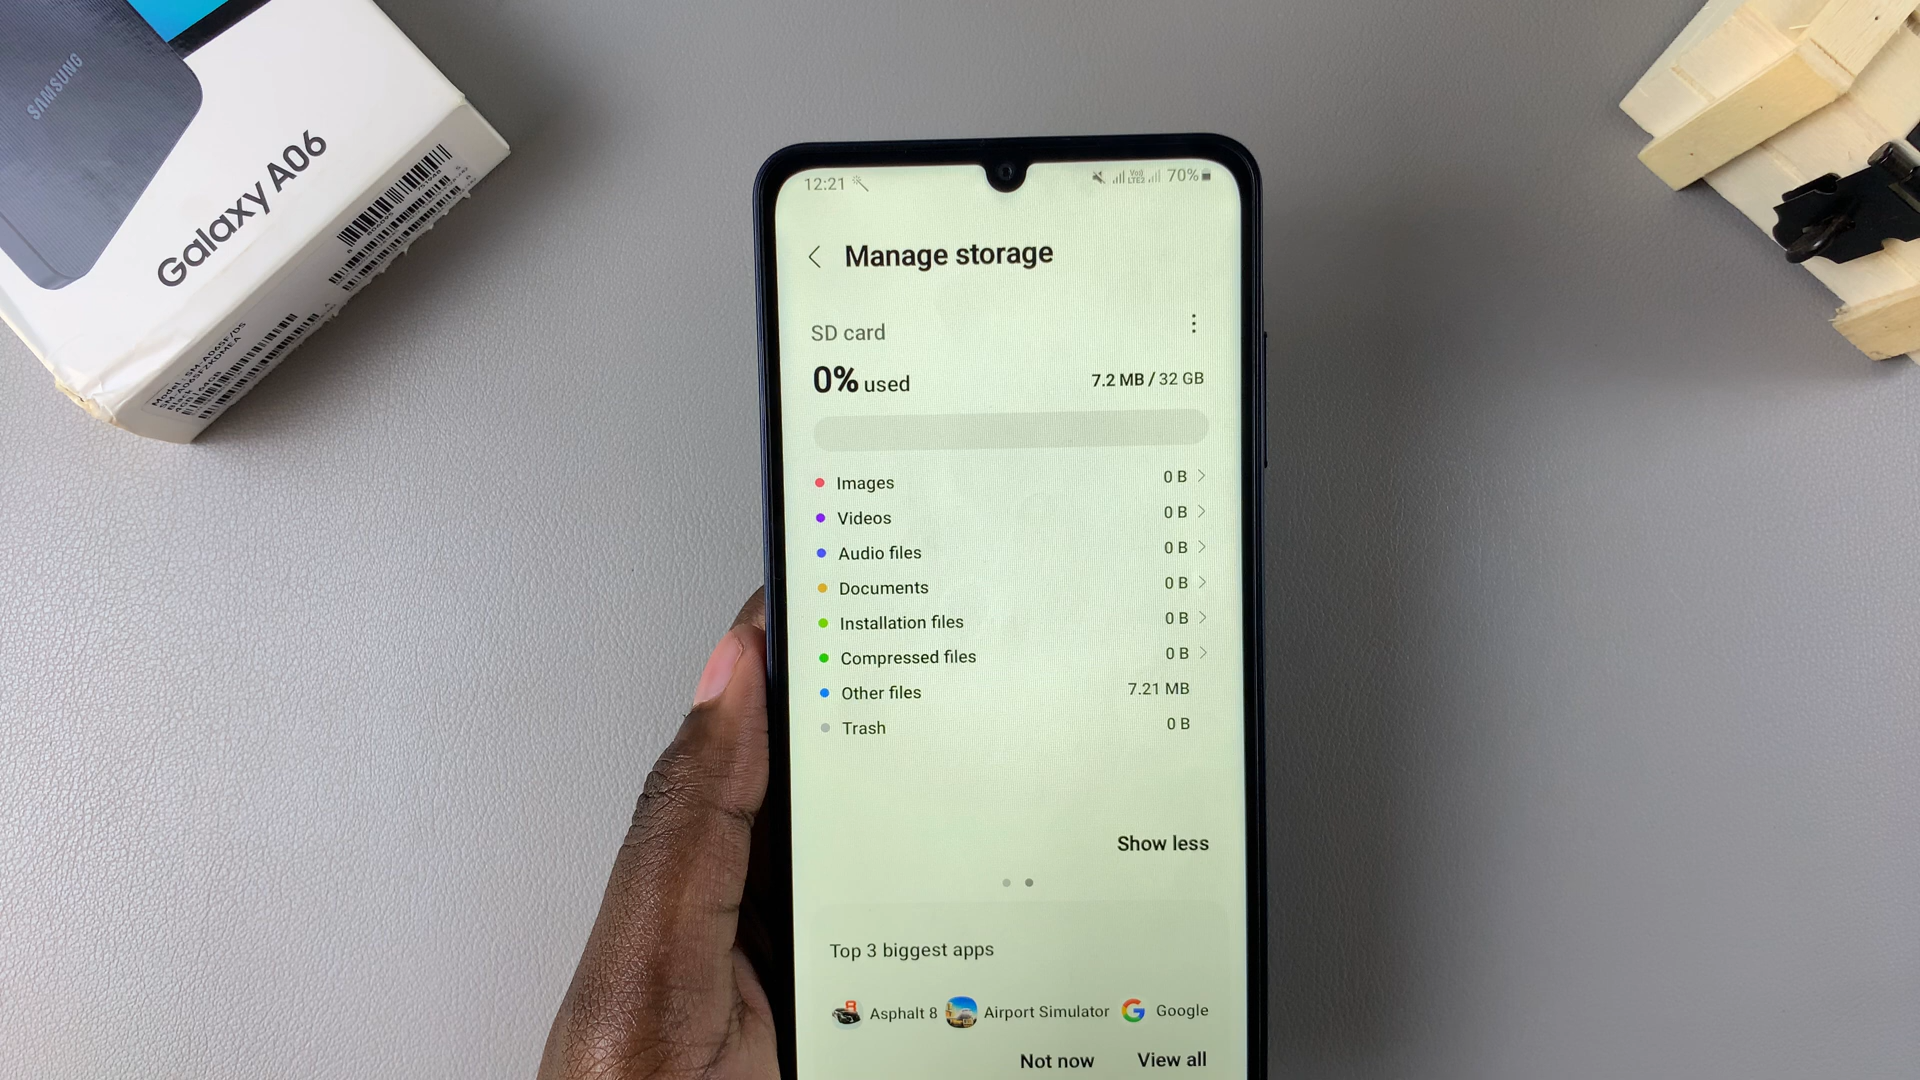 SAMSUNG
Galaxy A06
12:21
70%
Manage storage
SD card
0% used
7.2 MB / 32 GB
Images 0 B
Videos 0 B
Audio files 0 B
Documents 0 B
Installation files 0 B
Compressed files 0 B
Other files 7.21 MB
Trash 0 B
Show less
Top 3 biggest apps
Asphalt 8 Airport Simulator Google
Not now View all